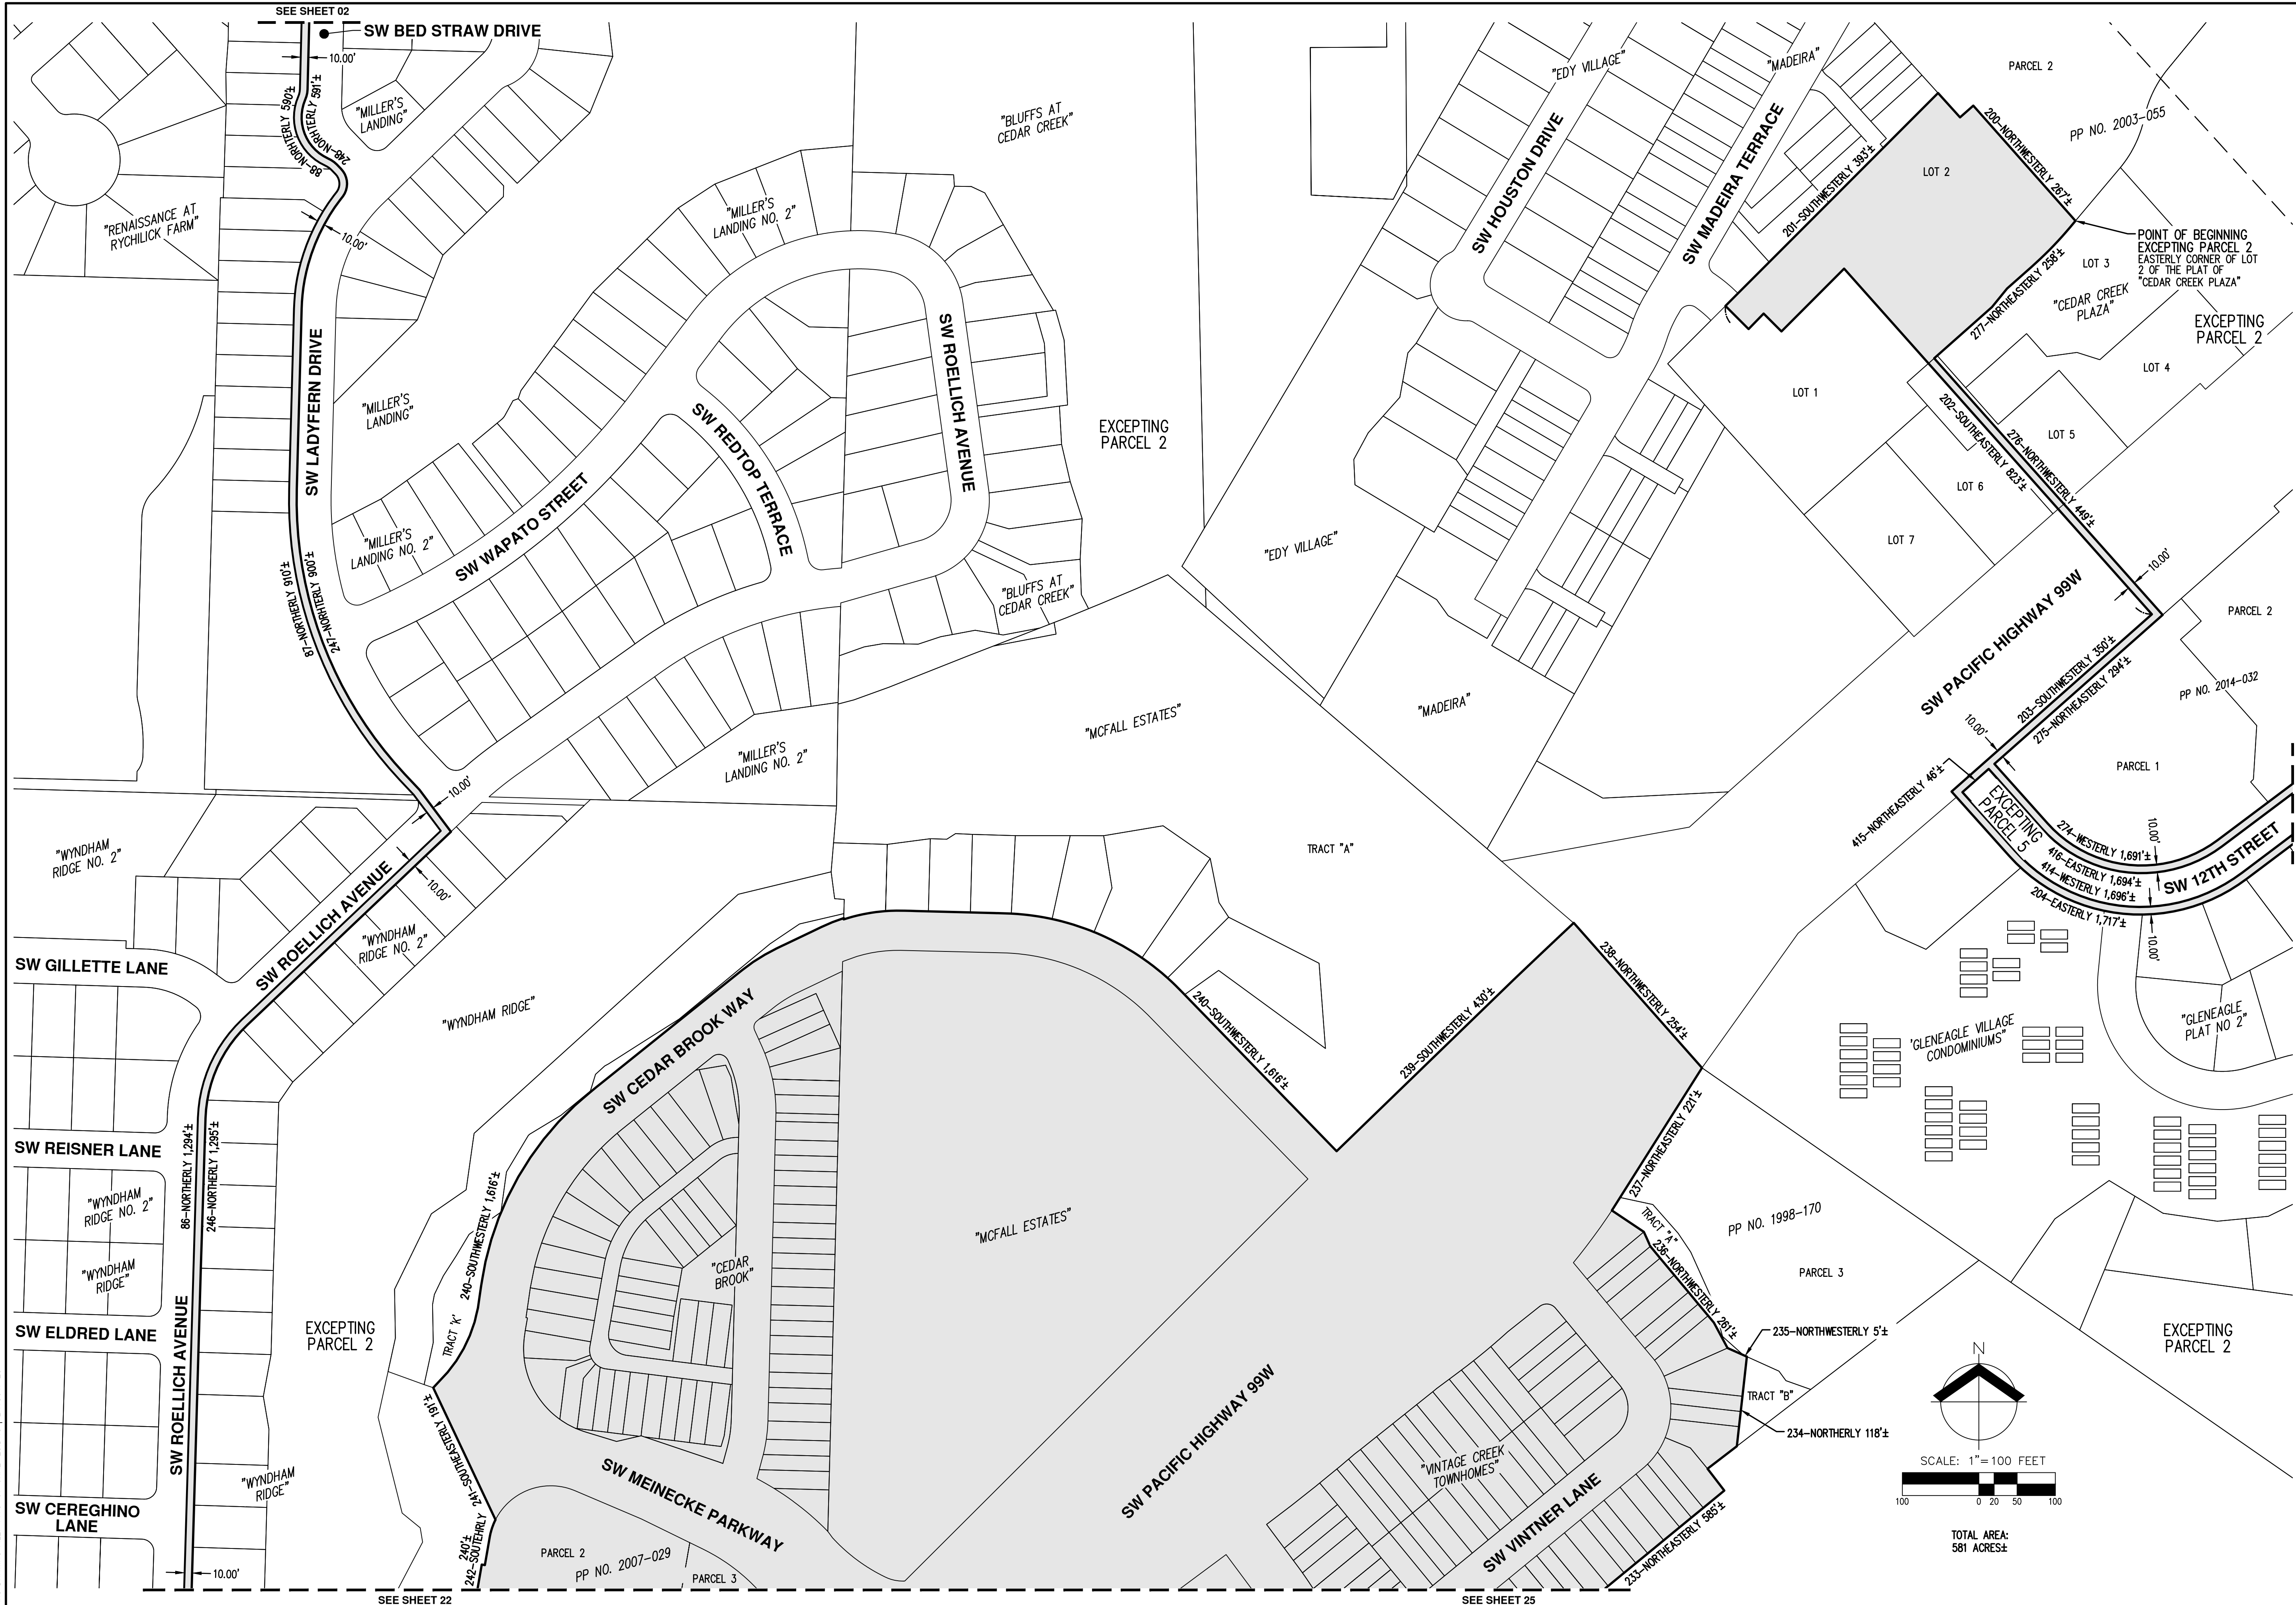 SEE SHEET 02
SW BED STRAW DRIVE
10.00'
88-NORTHERLY 590'±
248-NORHTERLY 591'±
"MILLER'S
LANDING"
"RENAISSANCE AT
RYCHILICK FARM"
10.00'
SW LADYFERN DRIVE
"MILLER'S
LANDING"
"MILLER'S
LANDING NO. 2"
"MILLER'S
LANDING NO. 2"
SW WAPATO STREET
SW REDTOP TERRACE
SW ROELLICH AVENUE
"BLUFFS AT
CEDAR CREEK"
EXCEPTING
PARCEL 2
"BLUFFS AT
CEDAR CREEK"
87-NORTHERLY 910'±
247-NORHTERLY 900'±
"MILLER'S
LANDING NO. 2"
"MCFALL ESTATES"
"EDY VILLAGE"
"MADEIRA"
SW HOUSTON DRIVE
SW MADEIRA TERRACE
"EDY VILLAGE"
"MADEIRA"
PARCEL 2
PP NO. 2003-055
200-NORTHWESTERLY 267'±
LOT 2
201-SOUTHWESTERLY 393'±
POINT OF BEGINNING
EXCEPTING PARCEL 2
EASTERLY CORNER OF LOT
2 OF THE PLAT OF
"CEDAR CREEK PLAZA"
277-NORTHEASTERLY 258'±
LOT 3
"CEDAR CREEK
PLAZA"
EXCEPTING
PARCEL 2
LOT 4
LOT 1
LOT 5
LOT 6
LOT 7
202-SOUTHEASTERLY 823'±
276-NORTHWESTERLY 449'±
10.00'
SW PACIFIC HIGHWAY 99W
PARCEL 2
203-SOUTHWESTERLY 350'±
275-NORTHEASTERLY 294'±
PP NO. 2014-032
10.00'
PARCEL 1
415-NORTHEASTERLY 46'±
EXCEPTING
PARCEL 5
274-WESTERLY 1,691'±
10.00'
416-EASTERLY 1,694'±
414-WESTERLY 1,696'±
204-EASTERLY 1,717'±
SW 12TH STREET
10.00'
10.00'
"WYNDHAM
RIDGE NO. 2"
SW ROELLICH AVENUE
10.00'
"WYNDHAM
RIDGE NO. 2"
SW GILLETTE LANE
"WYNDHAM RIDGE"
TRACT "A"
238-NORTHWESTERLY 254'±
239-SOUTHWESTERLY 430'±
240-SOUTHWESTERLY 1,616'±
SW CEDAR BROOK WAY
'GLENEAGLE VILLAGE
CONDOMINIUMS"
"GLENEAGLE
PLAT NO 2"
SW REISNER LANE
86-NORTHERLY 1,294'±
246-NORTHERLY 1,295'±
"WYNDHAM
RIDGE NO. 2"
"WYNDHAM
RIDGE"
240-SOUTHWESTERLY 1,616'±
TRACT 'K'
"CEDAR
BROOK"
"MCFALL ESTATES"
237-NORTHEASTERLY 221'±
TRACT "A"
236-NORTHWESTERLY 261'±
PP NO. 1998-170
PARCEL 3
235-NORTHWESTERLY 5'±
TRACT "B"
234-NORTHERLY 118'±
EXCEPTING
PARCEL 2
SW ELDRED LANE
SW ROELLICH AVENUE
EXCEPTING
PARCEL 2
241-SOUTHEASTERLY 191'±
SW MEINECKE PARKWAY
SW PACIFIC HIGHWAY 99W
"VINTAGE CREEK
TOWNHOMES"
SW VINTNER LANE
233-NORTHEASTERLY 585'±
N
SCALE: 1"=100 FEET
100 0 20 50 100
TOTAL AREA:
581 ACRES±
"WYNDHAM
RIDGE"
SW CEREGHINO
LANE
10.00'
240'±
242-SOUTEHRLY
PARCEL 2
PP NO. 2007-029
PARCEL 3
SEE SHEET 22
SEE SHEET 25